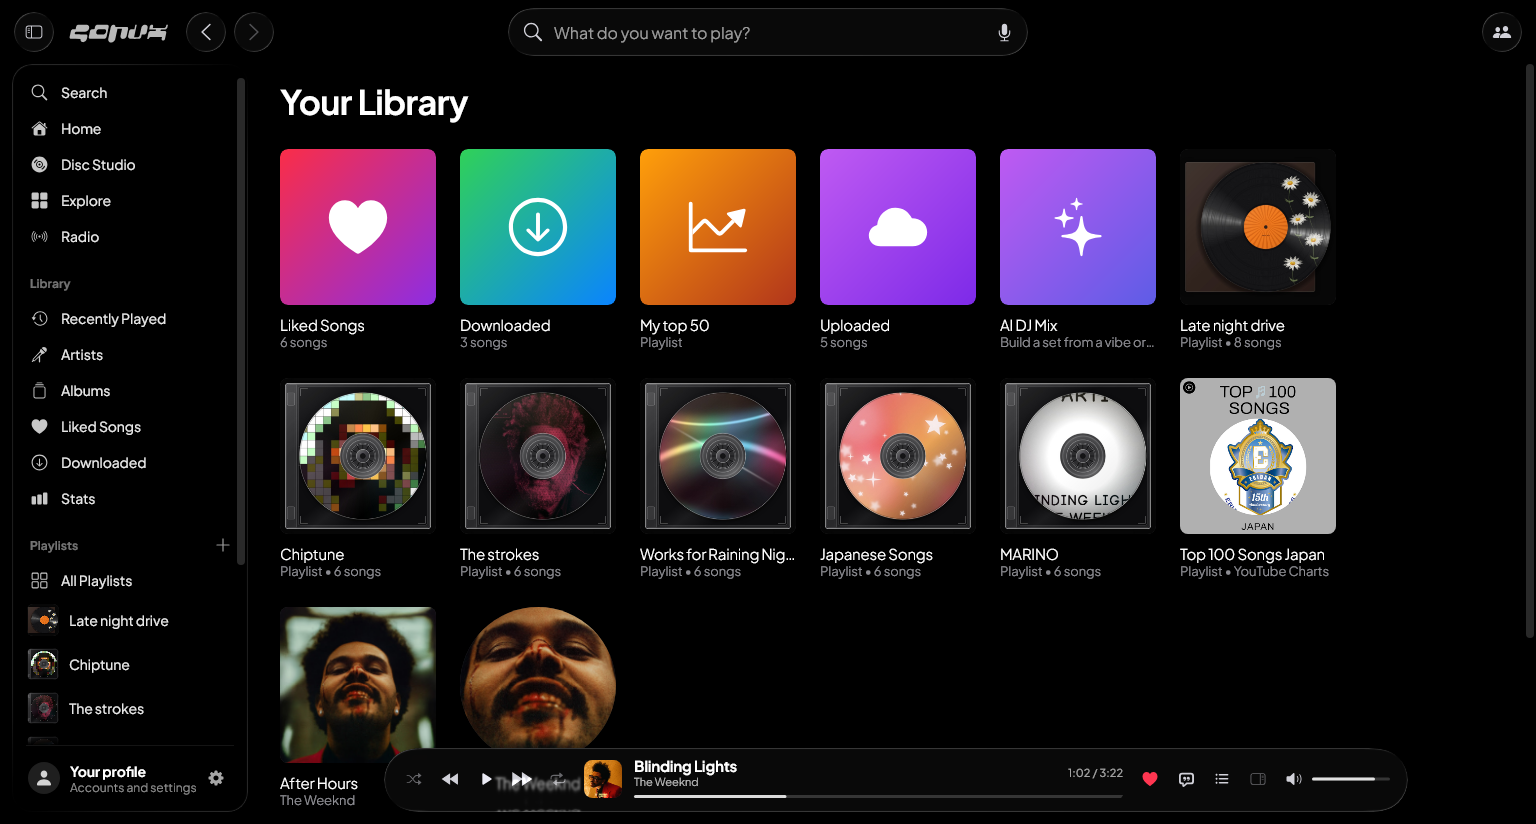 What do you want to play?
Search
Home
Disc Studio
Explore
Radio
Library
Recently Played
Artists
Albums
Liked Songs
Downloaded
Stats
Playlists
All Playlists
Late night drive
Chiptune
The strokes
Your profile
Accounts and settings
Your Library
Liked Songs
6 songs
Downloaded
3 songs
My top 50
Playlist
Uploaded
5 songs
AI DJ Mix
Build a set from a vibe or…
Late night drive
Playlist • 8 songs
TOP 100
SONGS
15th
JAPAN
Chiptune
Playlist • 6 songs
The strokes
Playlist • 6 songs
Works for Raining Nig…
Playlist • 6 songs
Japanese Songs
Playlist • 6 songs
MARINO
Playlist • 6 songs
Top 100 Songs Japan
Playlist • YouTube Charts
After Hours
The Weeknd
The Weeknd
Blinding Lights
The Weeknd
1:02 / 3:22